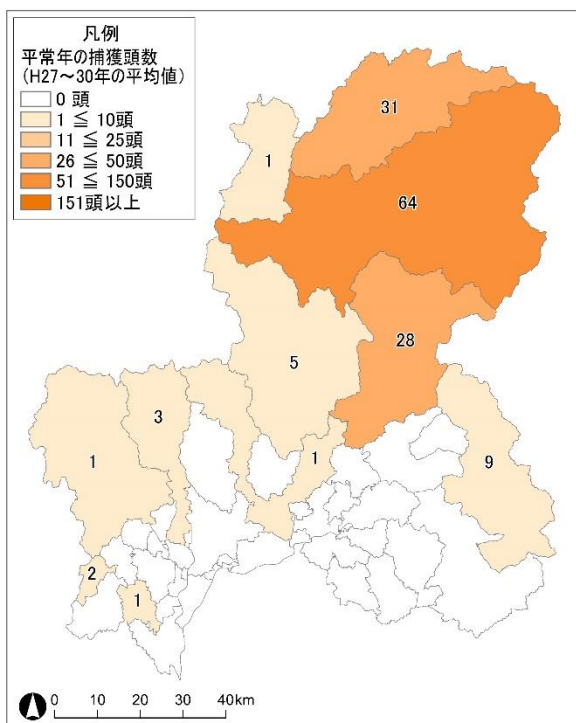 凡例
平常年の捕獲頭数
(H27～30年の平均値)
0 頭
1 ≦ 10頭
11 ≦ 25頭
26 ≦ 50頭
51 ≦ 150頭
151頭以上
31
1
64
28
5
3
1
1
9
2
1
0 10 20 30 40km